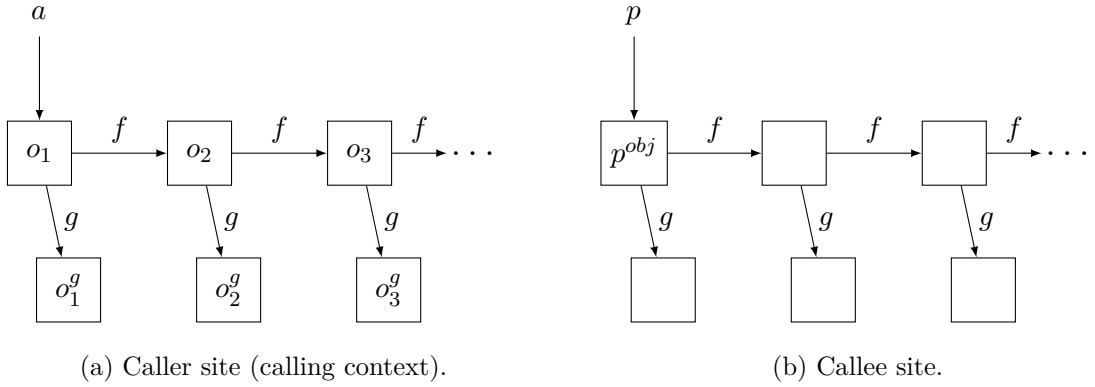 a
p
f f f
f f f
o₁ o₂ o₃ ···
p^{obj} ···
g g g
g g g
o₁^g o₂^g o₃^g
(a) Caller site (calling context).
(b) Callee site.